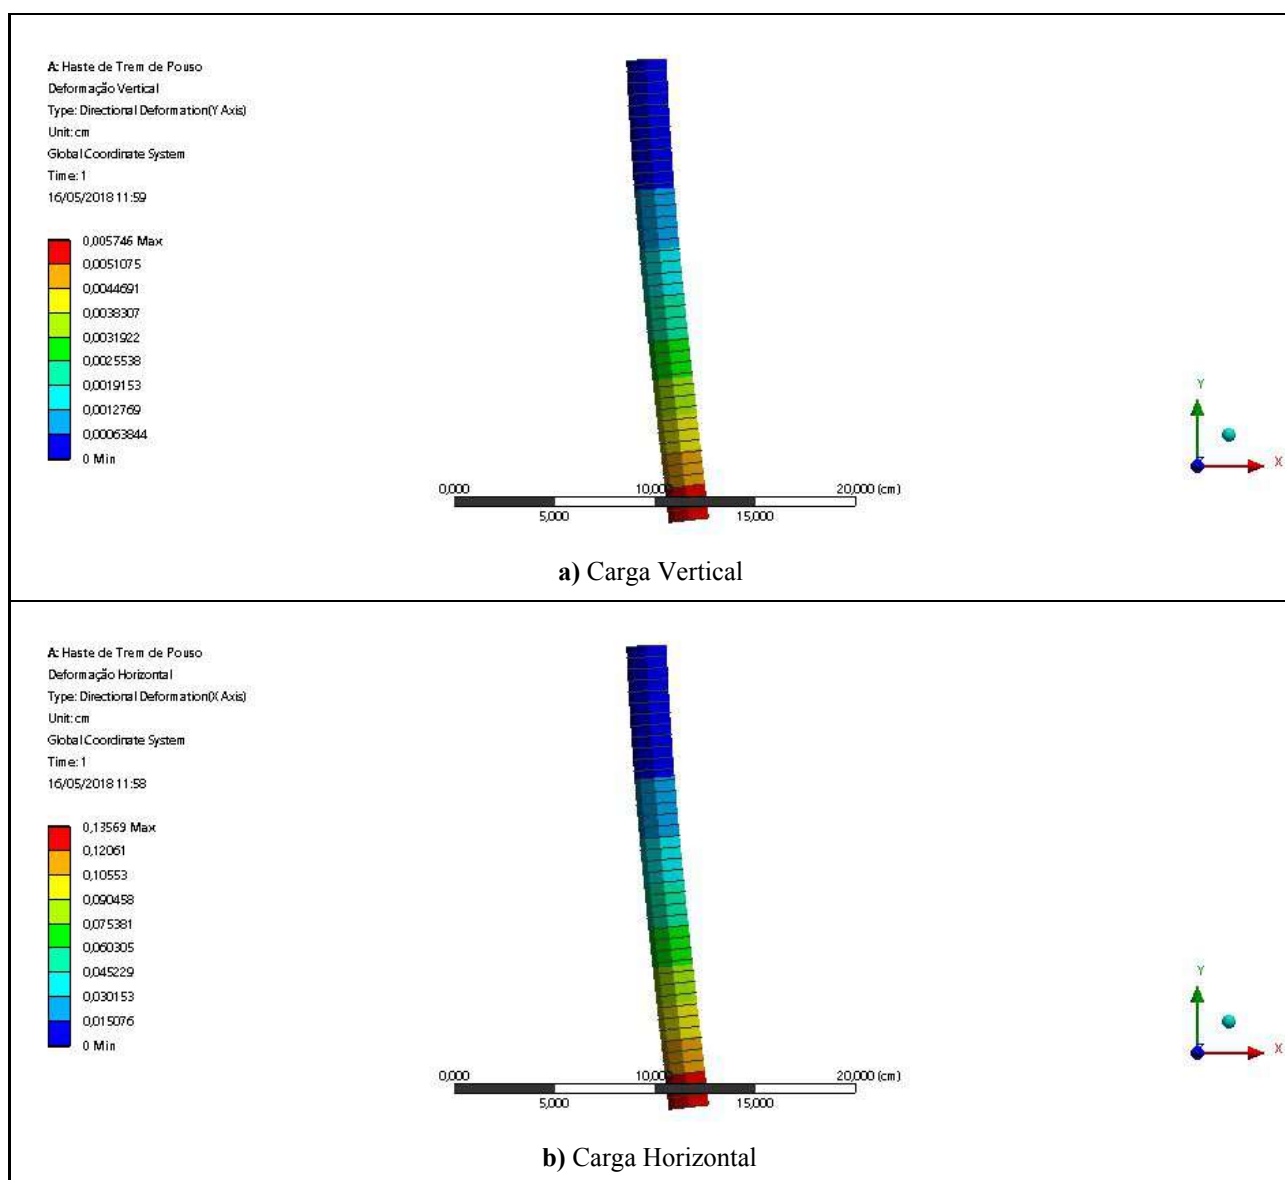 A: Haste de Trem de Pouso
Deformação Vertical
Type: Directional Deformation(Y Axis)
Unit: cm
Global Coordinate System
Time: 1
16/05/2018 11:59
0,005746 Max
0,0051075
0,0044691
0,0038307
0,0031922
0,0025538
0,0019153
0,0012769
0,00063844
0 Min
Y
X
0,000 10,000 20,000 (cm)
5,000 15,000
a) Carga Vertical
A: Haste de Trem de Pouso
Deformação Horizontal
Type: Directional Deformation(X Axis)
Unit: cm
Global Coordinate System
Time: 1
16/05/2018 11:58
0,13569 Max
0,12061
0,10553
0,090458
0,075381
0,060305
0,045229
0,030153
0,015076
0 Min
Y
X
0,000 10,000 20,000 (cm)
5,000 15,000
b) Carga Horizontal